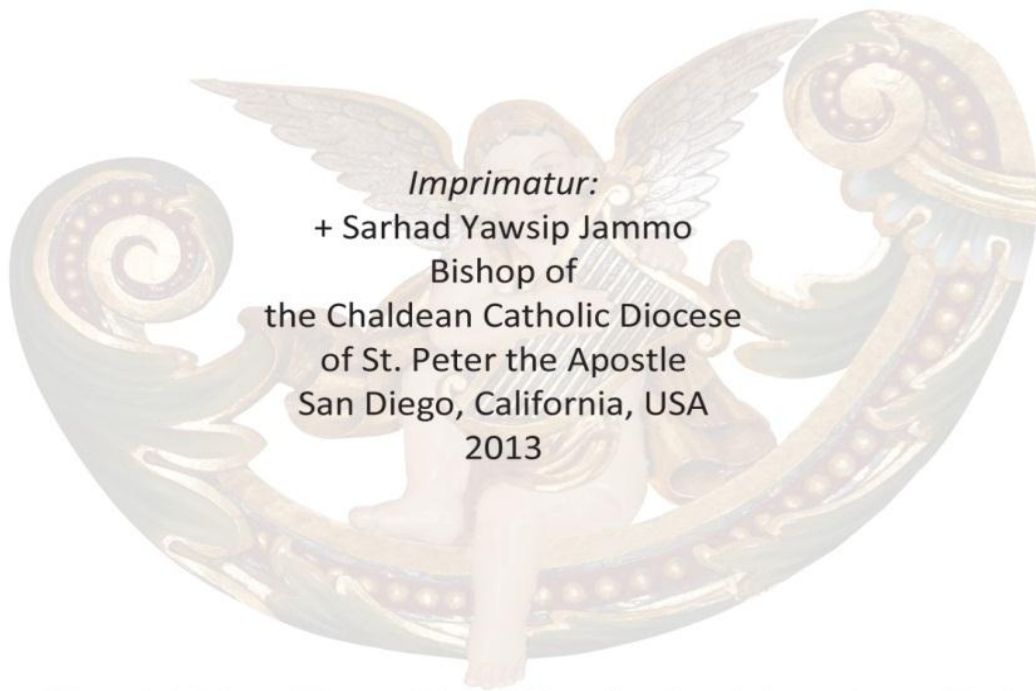 Imprimatur:
+ Sarhad Yawsip Jammo
Bishop of
the Chaldean Catholic Diocese
of St. Peter the Apostle
San Diego, California, USA
2013